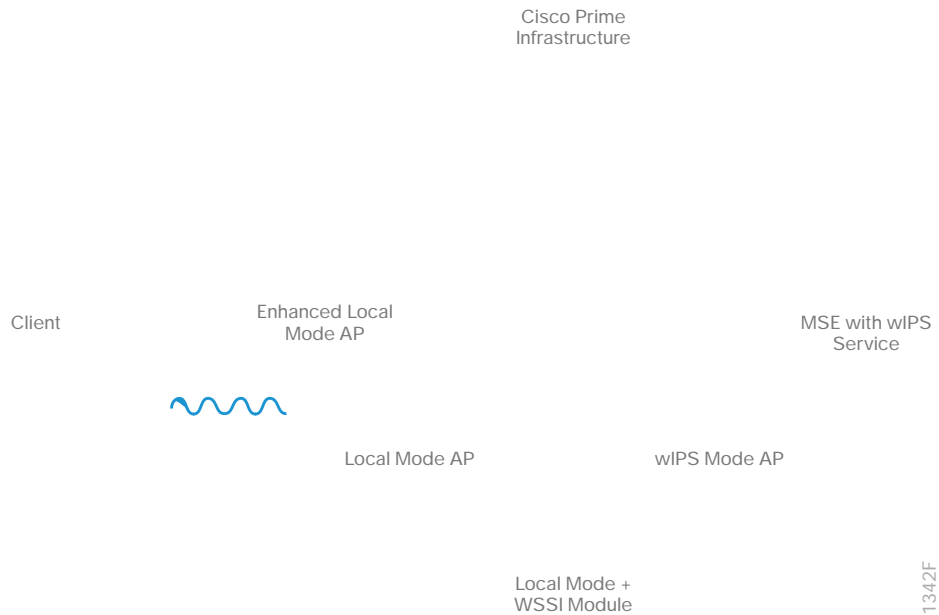 Cisco Prime
Infrastructure
Client
Enhanced Local
Mode AP
MSE with wIPS
Service
Local Mode AP
wIPS Mode AP
Local Mode +
WSSI Module
1342F